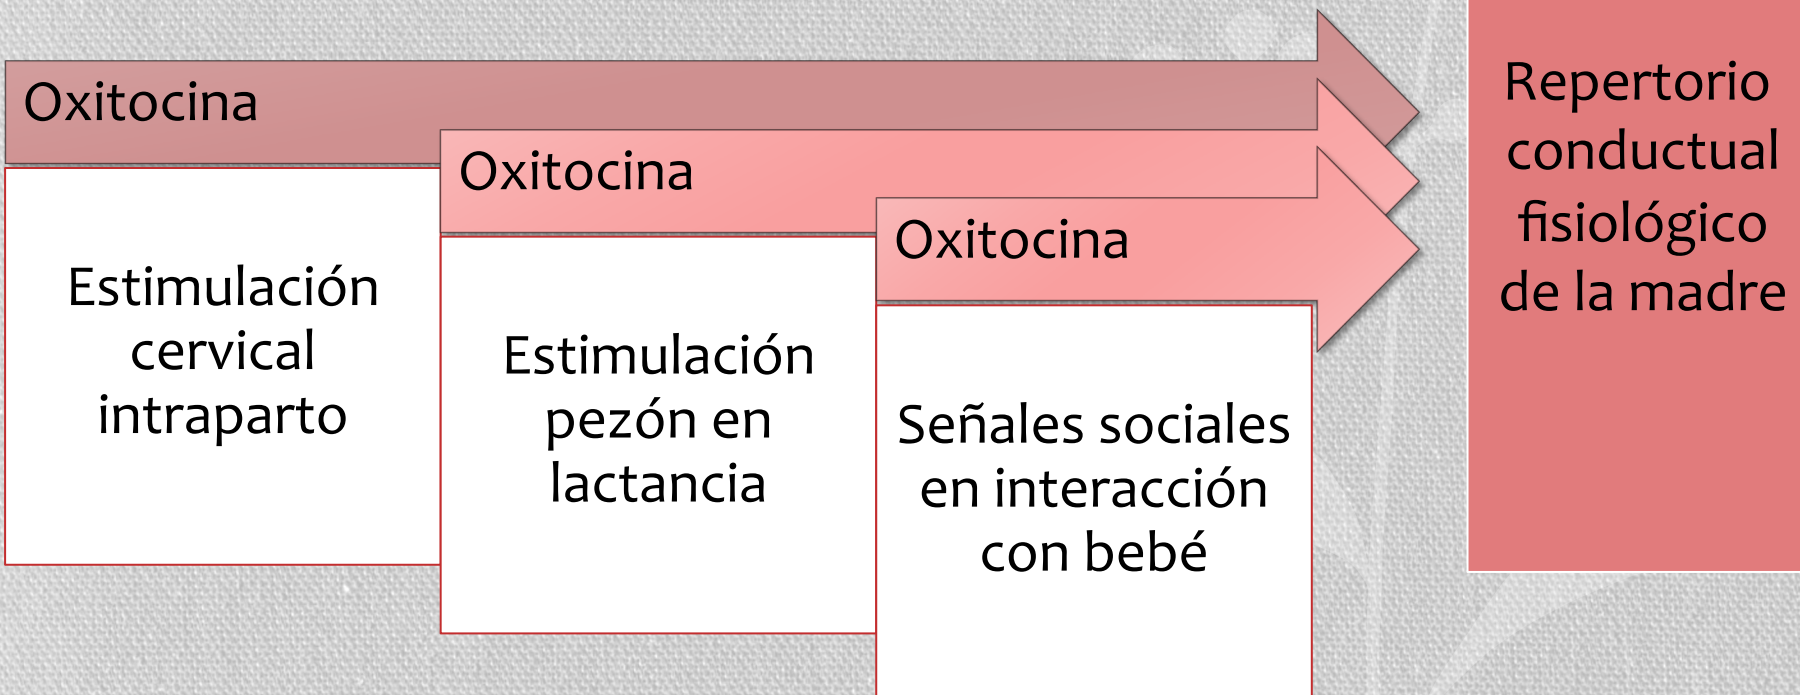 Oxitocina
Estimulación
cervical
intraparto
Oxitocina
Estimulación
pezón en
lactancia
Oxitocina
Señales sociales
en interacción
con bebé
Repertorio
conductual
fisiológico
de la madre